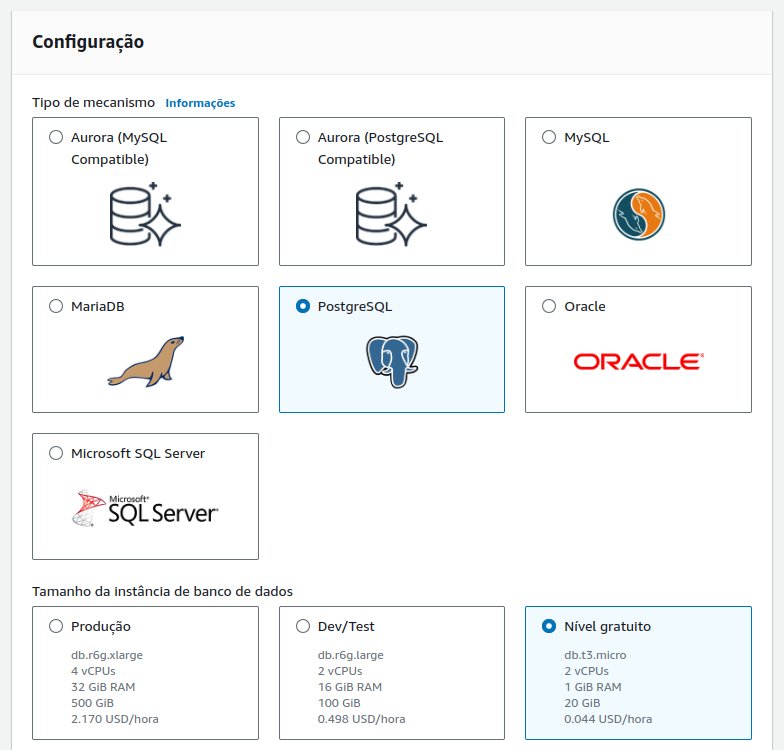 Configuração
Tipo de mecanismo Informações
Aurora (MySQL
Compatible)
Aurora (PostgreSQL
Compatible)
MySQL
MariaDB
PostgreSQL
Oracle
ORACLE
Microsoft SQL Server
Microsoft®
SQL Server
Tamanho da instância de banco de dados
Produção
db.r6g.xlarge
4 vCPUs
32 GiB RAM
500 GiB
2.170 USD/hora
Dev/Test
db.r6g.large
2 vCPUs
16 GiB RAM
100 GiB
0.498 USD/hora
Nível gratuito
db.t3.micro
2 vCPUs
1 GiB RAM
20 GiB
0.044 USD/hora